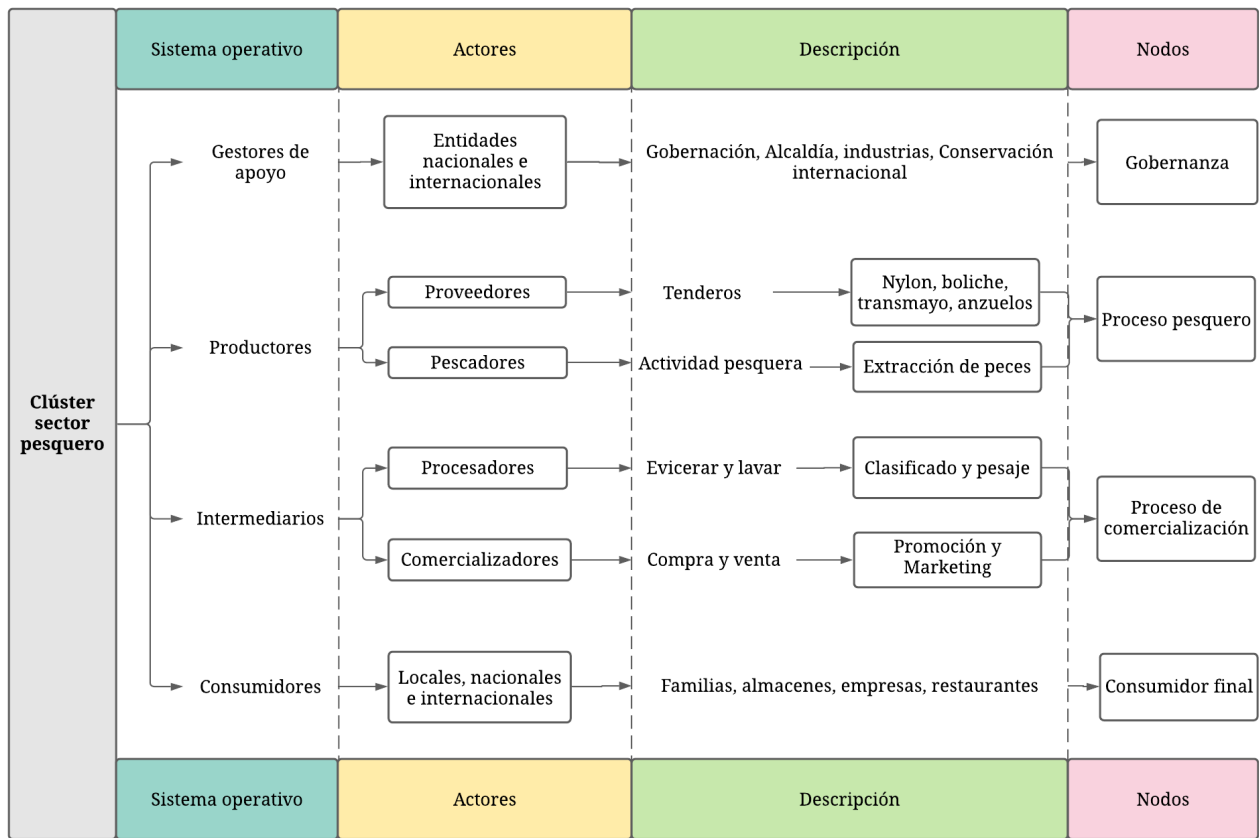 Sistema operativo
Actores
Descripción
Nodos
Clúster
sector
pesquero
Gestores de
apoyo
Entidades
nacionales e
internacionales
Gobernación, Alcaldía, industrias, Conservación
internacional
Gobernanza
Productores
Proveedores
Tenderos
Nylon, boliche,
transmayo, anzuelos
Pescadores
Actividad pesquera
Extracción de peces
Proceso pesquero
Intermediarios
Procesadores
Evicerar y lavar
Clasificado y pesaje
Comercializadores
Compra y venta
Promoción y
Marketing
Proceso de
comercialización
Consumidores
Locales, nacionales
e internacionales
Familias, almacenes, empresas, restaurantes
Consumidor final
Sistema operativo
Actores
Descripción
Nodos